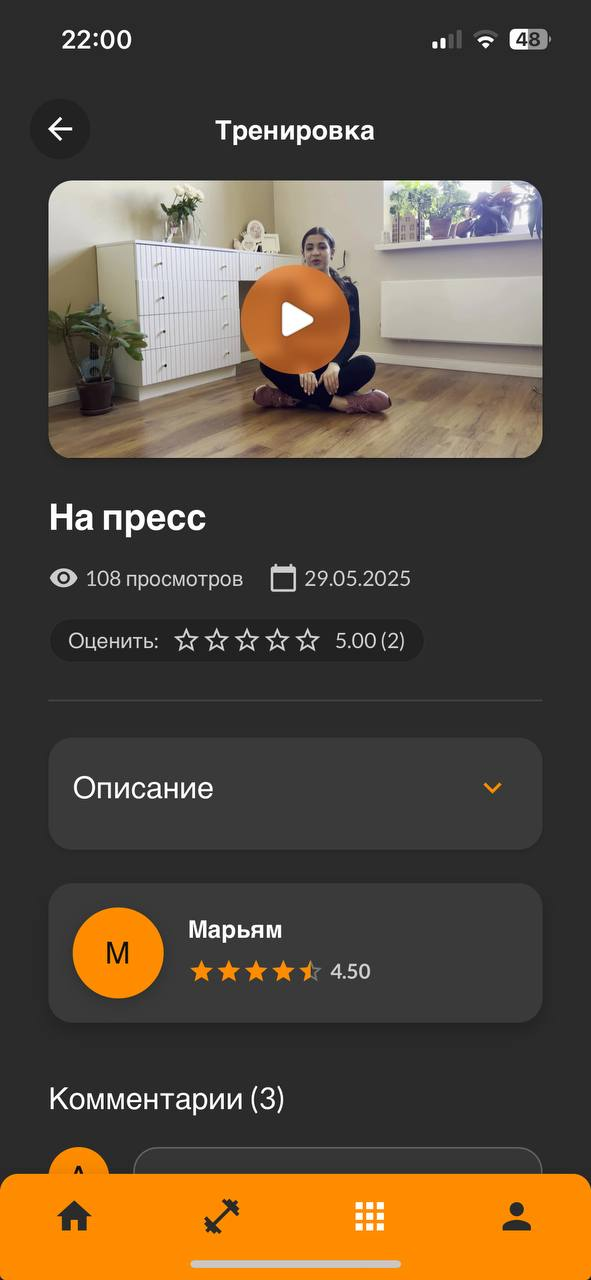 22:00
48
Тренировка
На пресс
108 просмотров 29.05.2025
Оценить: 5.00 (2)
Описание
М
Марьям
4.50
Комментарии (3)